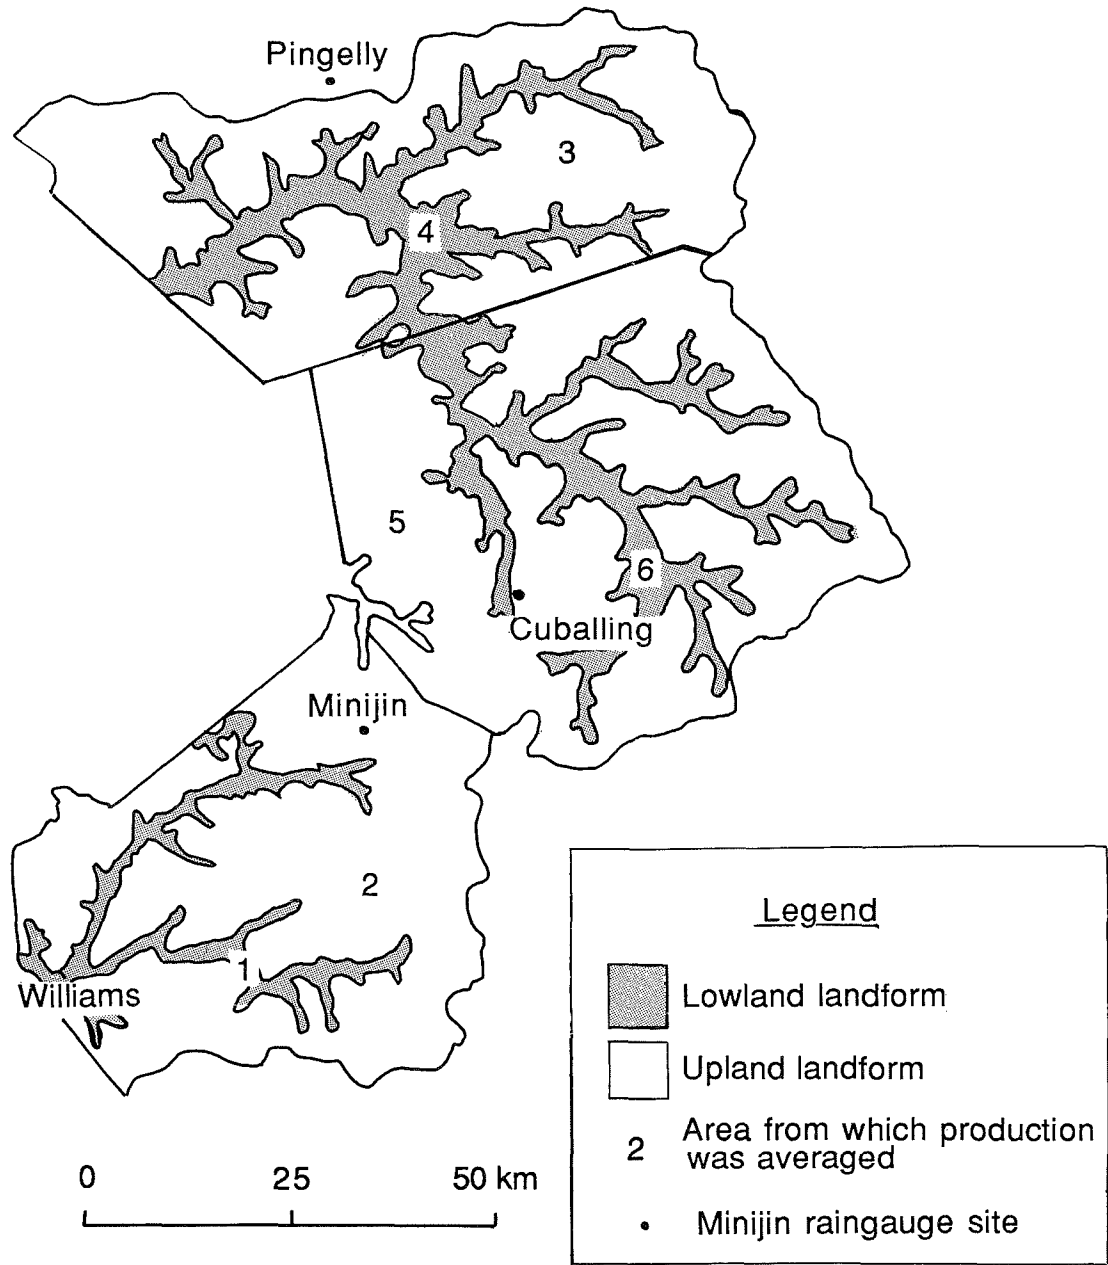 Pingelly
3
4
5
6
Cuballing
Minijin
2
1
Williams
Legend
Lowland landform
Upland landform
2 Area from which production
was averaged
Minijin raingauge site
0 25 50 km